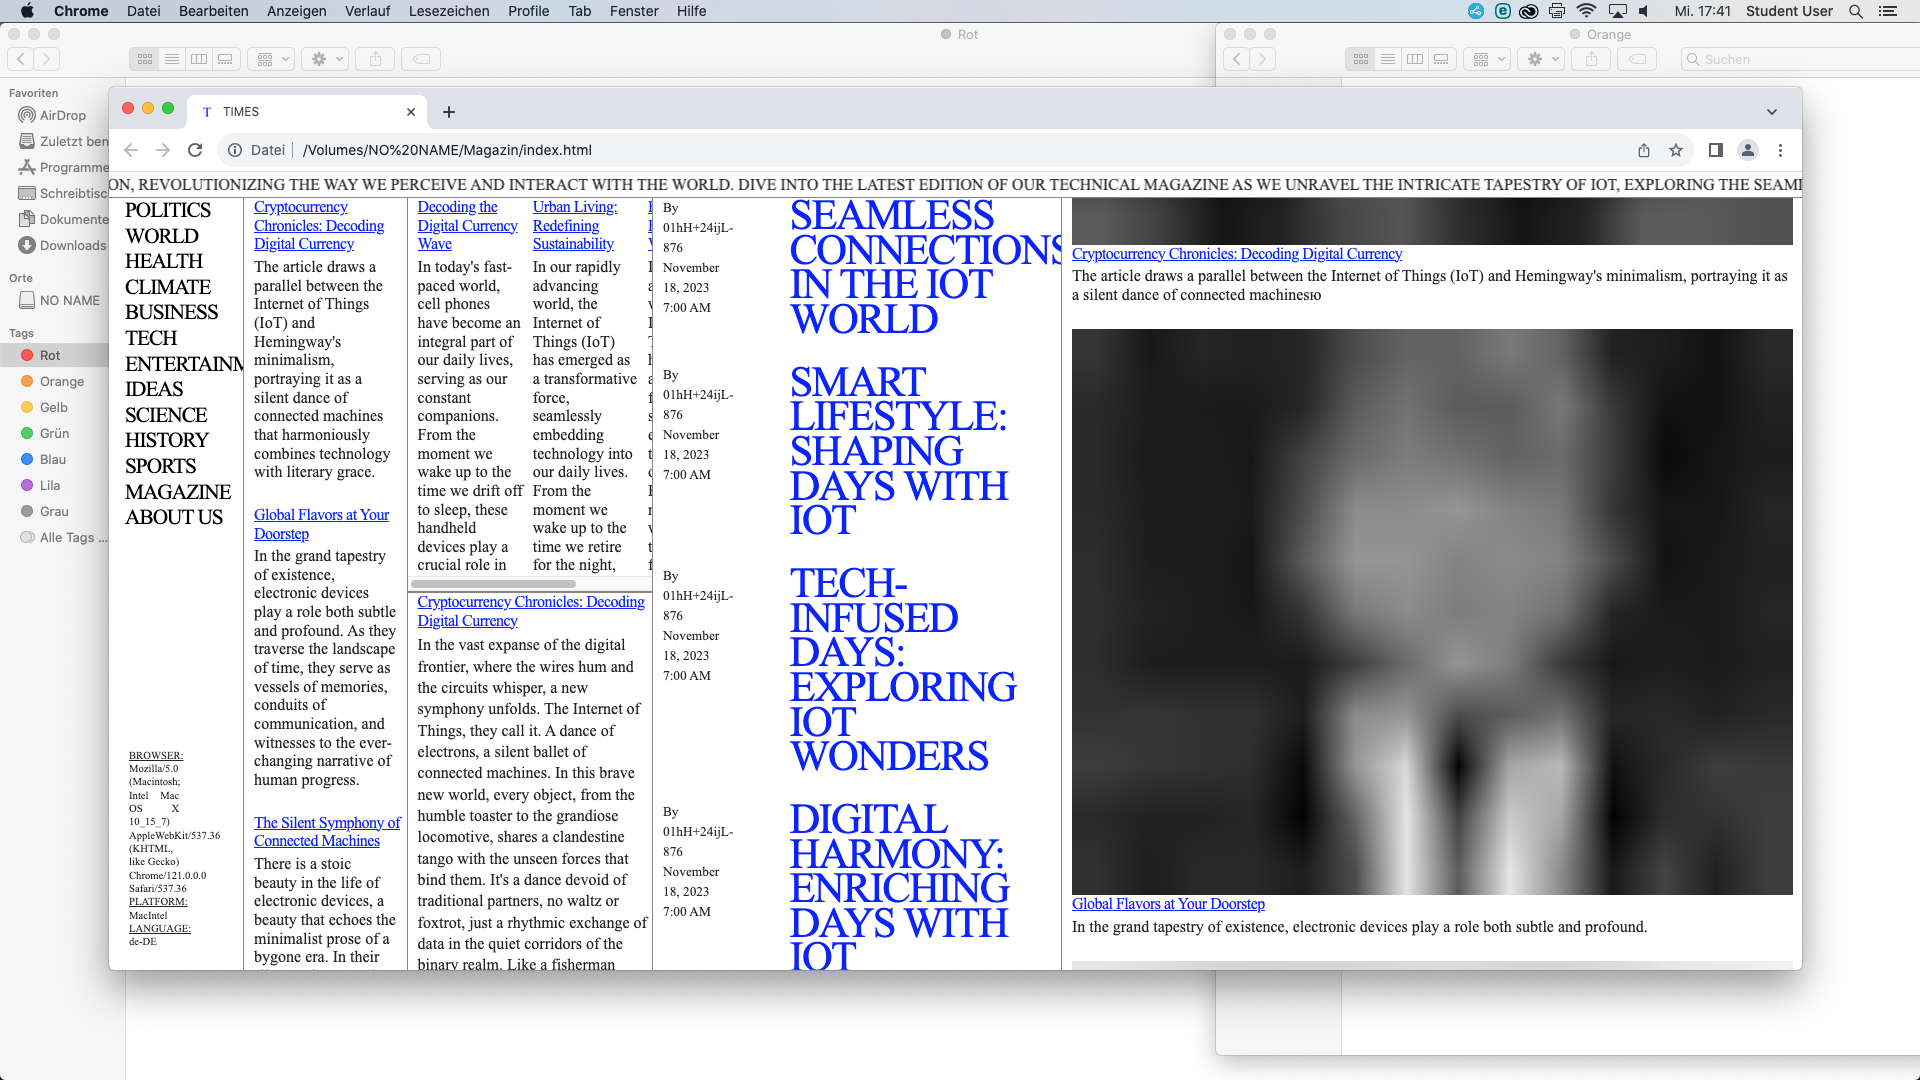 Chrome Datei Bearbeiten Anzeigen Verlauf Lesezeichen Profile Tab Fenster Hilfe Mi. 17:41 Student User
Rot
Orange
Suchen
Favoriten
AirDrop
Zuletzt ben
Programme
Schreibtisc
Dokumente
Downloads
Orte
NO NAME
Tags
Rot
Orange
Gelb
Grün
Blau
Lila
Grau
Alle Tags ...
T TIMES
Datei /Volumes/NO%20NAME/Magazin/index.html
ON, REVOLUTIONIZING THE WAY WE PERCEIVE AND INTERACT WITH THE WORLD. DIVE INTO THE LATEST EDITION OF OUR TECHNICAL MAGAZINE AS WE UNRAVEL THE INTRICATE TAPESTRY OF IOT, EXPLORING THE SEAM
POLITICS
WORLD
HEALTH
CLIMATE
BUSINESS
TECH
ENTERTAINM
IDEAS
SCIENCE
HISTORY
SPORTS
MAGAZINE
ABOUT US
BROWSER:
Mozilla/5.0
(Macintosh;
Intel Mac
OS X
10_15_7)
AppleWebKit/537.36
(KHTML,
like Gecko)
Chrome/121.0.0.0
Safari/537.36
PLATFORM:
MacIntel
LANGUAGE:
de-DE
Cryptocurrency
Chronicles: Decoding
Digital Currency
The article draws a
parallel between the
Internet of Things
(IoT) and
Hemingway's
minimalism,
portraying it as a
silent dance of
connected machines
that harmoniously
combines technology
with literary grace.
Global Flavors at Your
Doorstep
In the grand tapestry
of existence,
electronic devices
play a role both subtle
and profound. As they
traverse the landscape
of time, they serve as
vessels of memories,
conduits of
communication, and
witnesses to the ever-
changing narrative of
human progress.
The Silent Symphony of
Connected Machines
There is a stoic
beauty in the life of
electronic devices, a
beauty that echoes the
minimalist prose of a
bygone era. In their
Decoding the
Digital Currency
Wave
In today's fast-
paced world,
cell phones
have become an
integral part of
our daily lives,
serving as our
constant
companions.
From the
moment we
wake up to the
time we drift off
to sleep, these
handheld
devices play a
crucial role in
Urban Living:
Redefining
Sustainability
In our rapidly
advancing
world, the
Internet of
Things (IoT)
has emerged as
a transformative
force,
seamlessly
embedding
technology into
our daily lives.
From the
moment we
wake up to the
time we retire
for the night,
Cryptocurrency Chronicles: Decoding
Digital Currency
In the vast expanse of the digital
frontier, where the wires hum and
the circuits whisper, a new
symphony unfolds. The Internet of
Things, they call it. A dance of
electrons, a silent ballet of
connected machines. In this brave
new world, every object, from the
humble toaster to the grandiose
locomotive, shares a clandestine
tango with the unseen forces that
bind them. It's a dance devoid of
traditional partners, no waltz or
foxtrot, just a rhythmic exchange of
data in the quiet corridors of the
binary realm. Like a fisherman
By
01hH+24ijL-
876
November
18, 2023
7:00 AM
SEAMLESS
CONNECTIONS
IN THE IOT
WORLD
By
01hH+24ijL-
876
November
18, 2023
7:00 AM
SMART
LIFESTYLE:
SHAPING
DAYS WITH
IOT
By
01hH+24ijL-
876
November
18, 2023
7:00 AM
TECH-
INFUSED
DAYS:
EXPLORING
IOT
WONDERS
By
01hH+24ijL-
876
November
18, 2023
7:00 AM
DIGITAL
HARMONY:
ENRICHING
DAYS WITH
IOT
Cryptocurrency Chronicles: Decoding Digital Currency
The article draws a parallel between the Internet of Things (IoT) and Hemingway's minimalism, portraying it as
a silent dance of connected machinesю
Global Flavors at Your Doorstep
In the grand tapestry of existence, electronic devices play a role both subtle and profound.